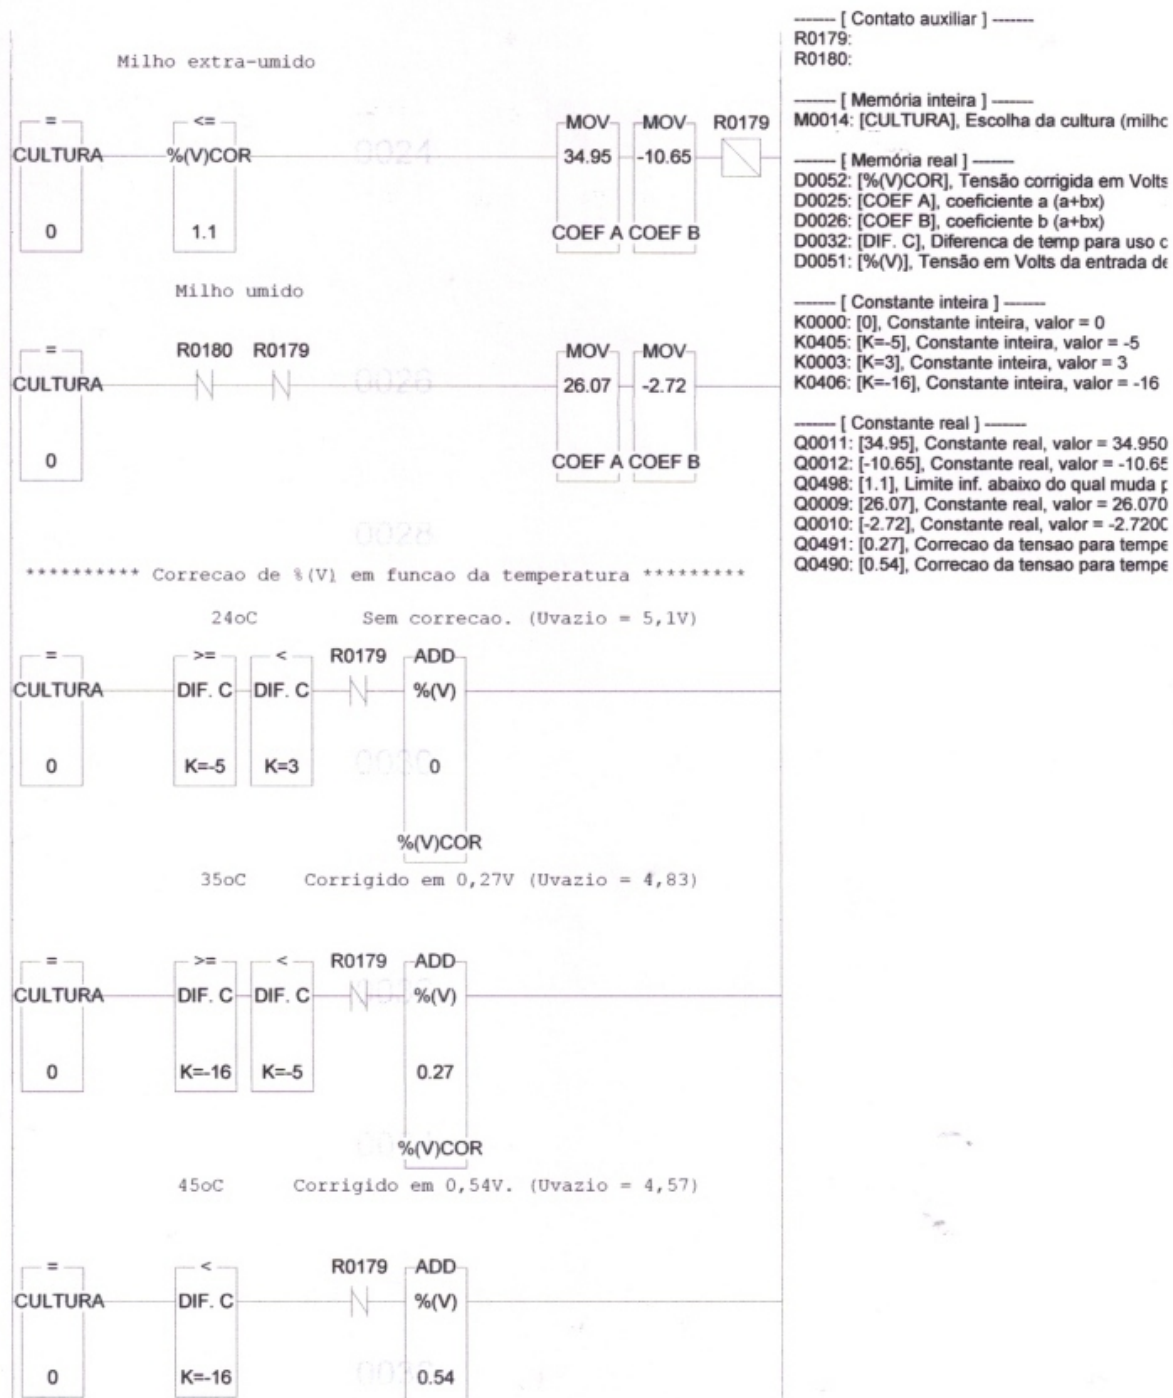 Milho extra-umido
= <=
MOV MOV R0179
CULTURA %(V)COR 34.95 -10.65
0 1.1 COEF A COEF B
0024
Milho umido
= R0180 R0179 MOV MOV
CULTURA 26.07 -2.72
0026
0 COEF A COEF B
0028
********** Correcao de %(V) em funcao da temperatura *********
24oC Sem correcao. (Uvazio = 5,1V)
= >= < R0179 ADD
CULTURA DIF. C DIF. C %(V)
0 K=-5 K=3 0030 0
%(V)COR
35oC Corrigido em 0,27V (Uvazio = 4,83)
= >= < R0179 ADD
CULTURA DIF. C DIF. C %(V)
0 K=-16 K=-5 0.27
%(V)COR
45oC Corrigido em 0,54V. (Uvazio = 4,57)
= < R0179 ADD
CULTURA DIF. C %(V)
0 K=-16 0.54
------- [ Contato auxiliar ] -------
R0179:
R0180:
------- [ Memória inteira ] -------
M0014: [CULTURA], Escolha da cultura (milho
------- [ Memória real ] -------
D0052: [%(V)COR], Tensão corrigida em Volts
D0025: [COEF A], coeficiente a (a+bx)
D0026: [COEF B], coeficiente b (a+bx)
D0032: [DIF. C], Diferenca de temp para uso
D0051: [%(V)], Tensão em Volts da entrada de
------- [ Constante inteira ] -------
K0000: [0], Constante inteira, valor = 0
K0405: [K=-5], Constante inteira, valor = -5
K0003: [K=3], Constante inteira, valor = 3
K0406: [K=-16], Constante inteira, valor = -16
------- [ Constante real ] -------
Q0011: [34.95], Constante real, valor = 34.950
Q0012: [-10.65], Constante real, valor = -10.65
Q0498: [1.1], Limite inf. abaixo do qual muda
Q0009: [26.07], Constante real, valor = 26.070
Q0010: [-2.72], Constante real, valor = -2.720
Q0491: [0.27], Correcao da tensao para tempe
Q0490: [0.54], Correcao da tensao para tempe